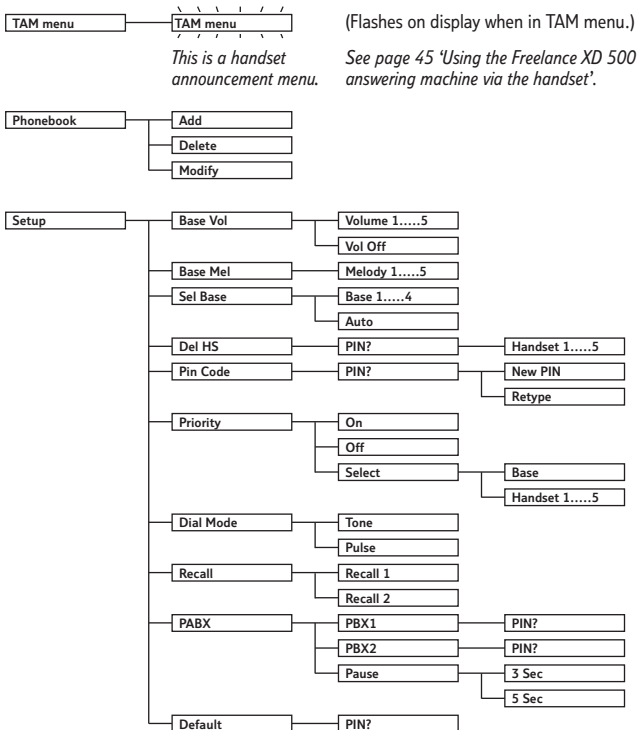 TAM menu TAM menu (Flashes on display when in TAM menu.)
This is a handset See page 45 ‘Using the Freelance XD 500
announcement menu. answering machine via the handset’.
Phonebook Add
Delete
Modify
Setup Base Vol Volume 1.....5
Vol Off
Base Mel Melody 1.....5
Sel Base Base 1.....4
Auto
Del HS PIN? Handset 1.....5
Pin Code PIN? New PIN
Retype
Priority On
Off
Select Base
Handset 1.....5
Dial Mode Tone
Pulse
Recall Recall 1
Recall 2
PABX PBX1 PIN?
PBX2 PIN?
Pause 3 Sec
5 Sec
Default PIN?